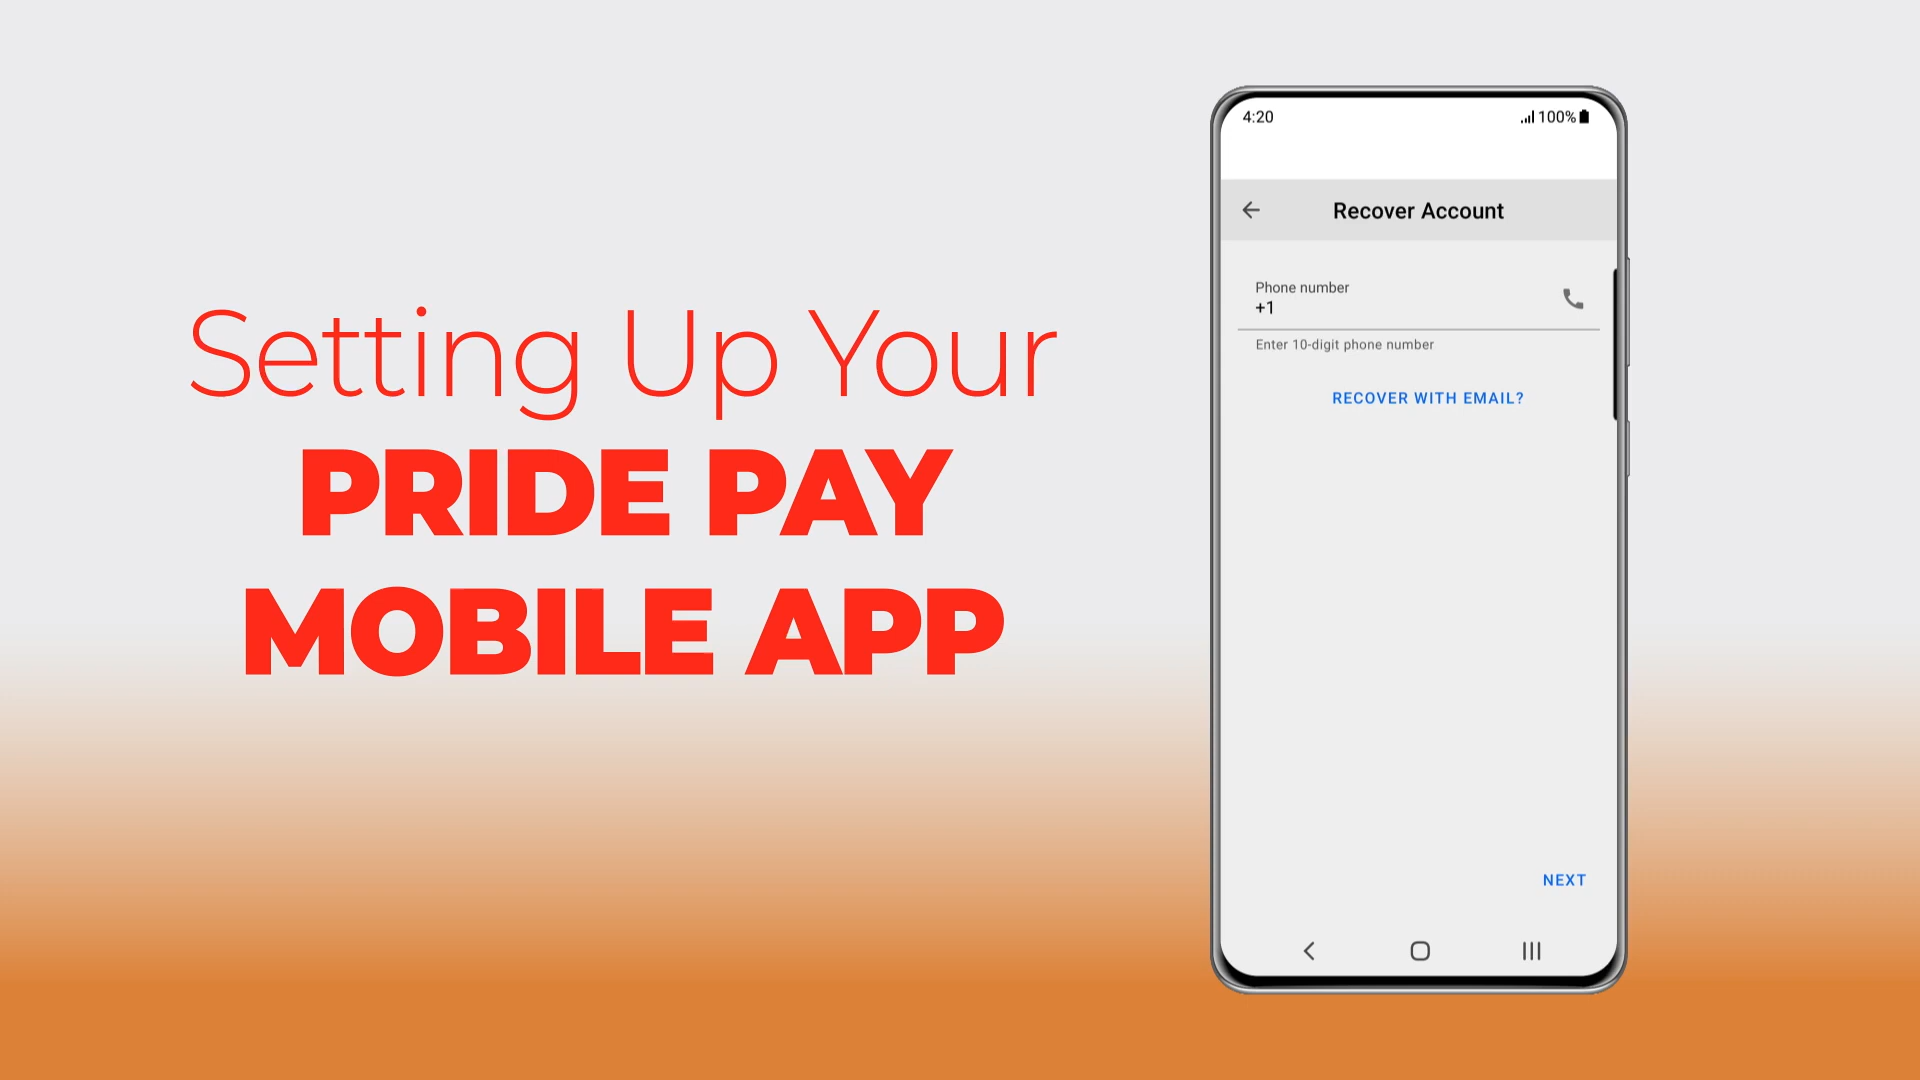 Setting Up Your
PRIDE PAY
MOBILE APP
4:20
100%
Recover Account
Phone number
+1
Enter 10-digit phone number
RECOVER WITH EMAIL?
NEXT